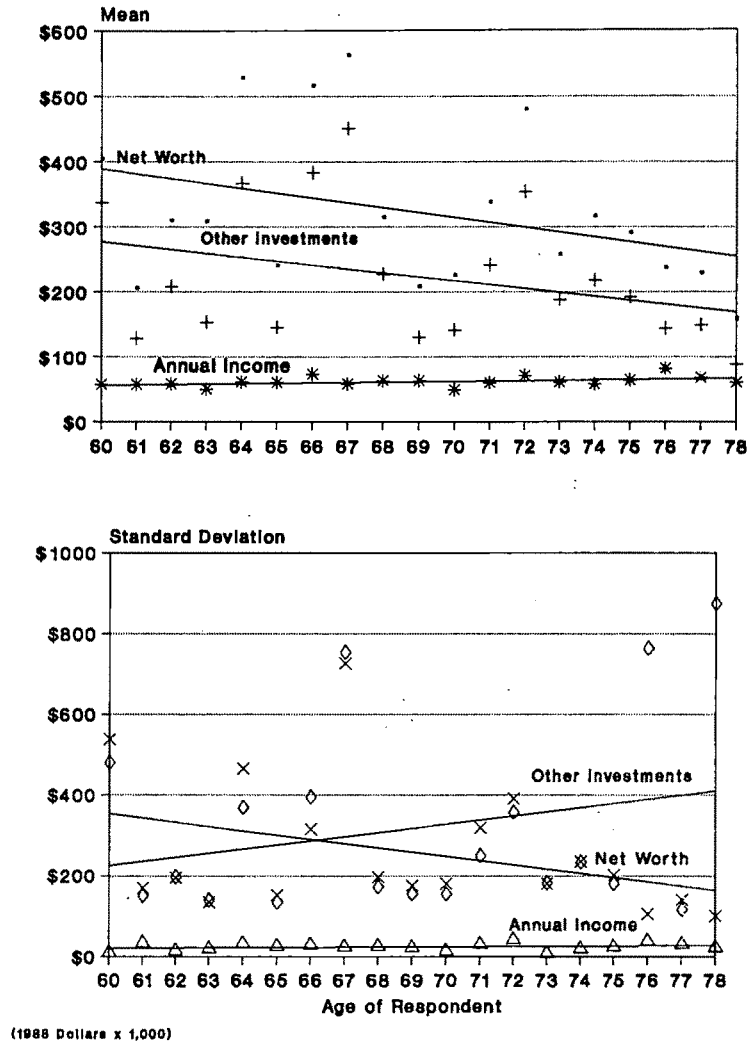 Mean
$600
$500
$400
$300
$200
$100
$0
Net Worth
Other Investments
Annual Income
60 61 62 63 64 65 66 67 68 69 70 71 72 73 74 75 76 77 78
Standard Deviation
$1000
$800
$600
$400
$200
$0
Other Investments
Net Worth
Annual Income
60 61 62 63 64 65 66 67 68 69 70 71 72 73 74 75 76 77 78
Age of Respondent
(1988 Dollars x 1,000)